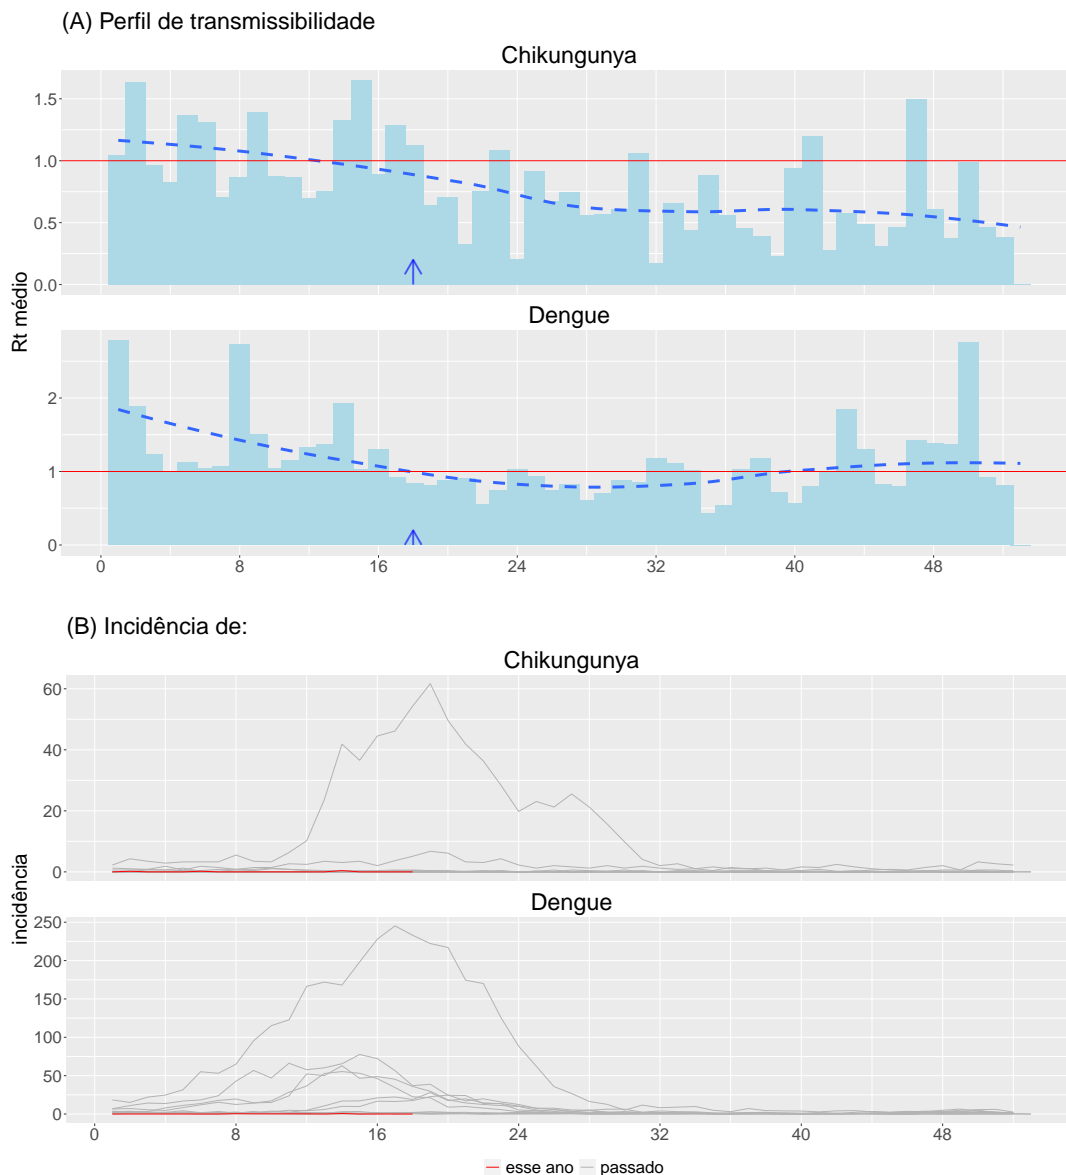 (A) Perfil de transmissibilidade
Chikungunya
1.5
1.0
0.5
0.0
Rt médio
Dengue
2
1
0
0 8 16 24 32 40 48
(B) Incidência de:
Chikungunya
60
40
20
0
incidência
Dengue
250
200
150
100
50
0
0 8 16 24 32 40 48
esse ano passado